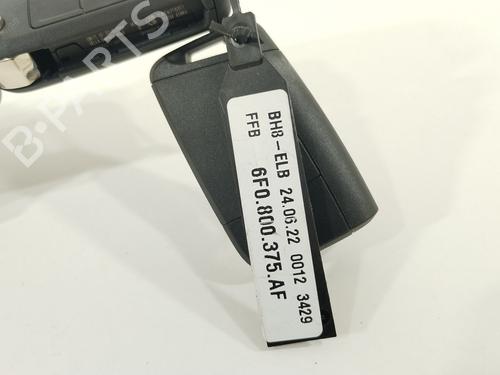 BH8-ELB 24.06.22 0012 3429
FFB
6F0.800.375.AF
B-PARTS